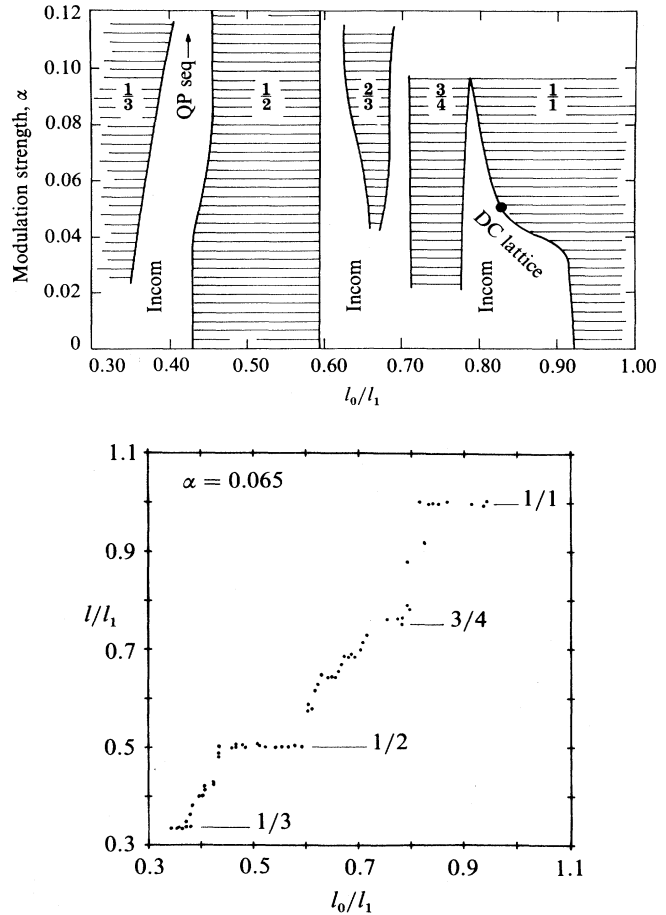 0.12
0.10
0.08
0.06
0.04
0.02
0
Modulation strength, α
1/3
QP seq →
1/2
2/3
3/4
1/1
Incom
Incom
Incom
DC lattice
0.30 0.40 0.50 0.60 0.70 0.80 0.90 1.00
l₀/l₁
1.1
0.9
0.7
0.5
0.3
l/l₁
α = 0.065
1/1
3/4
1/2
1/3
0.3 0.5 0.7 0.9 1.1
l₀/l₁